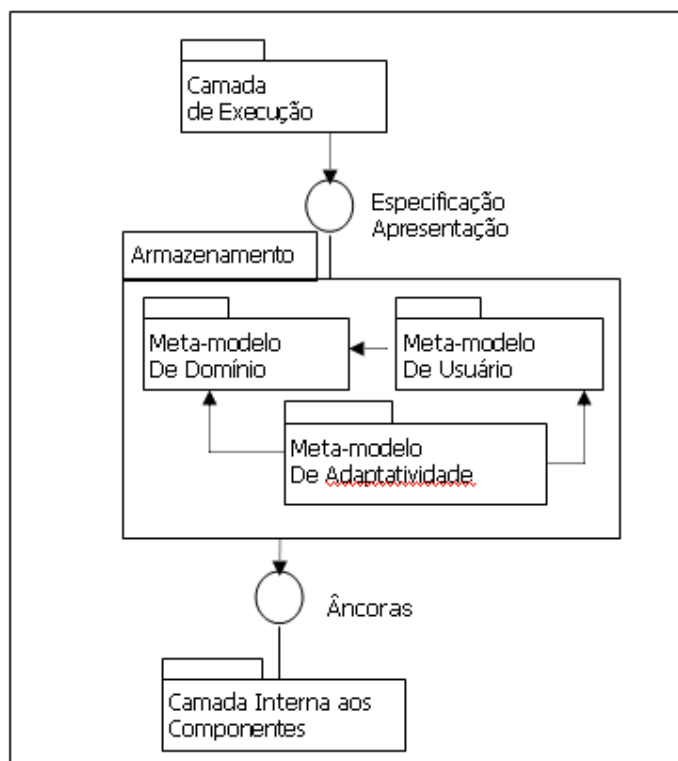 Camada
de Execução
Especificação
Apresentação
Armazenamento
Meta-modelo
De Domínio
Meta-modelo
De Usuário
Meta-modelo
De Adaptatividade
Âncoras
Camada Interna aos
Componentes